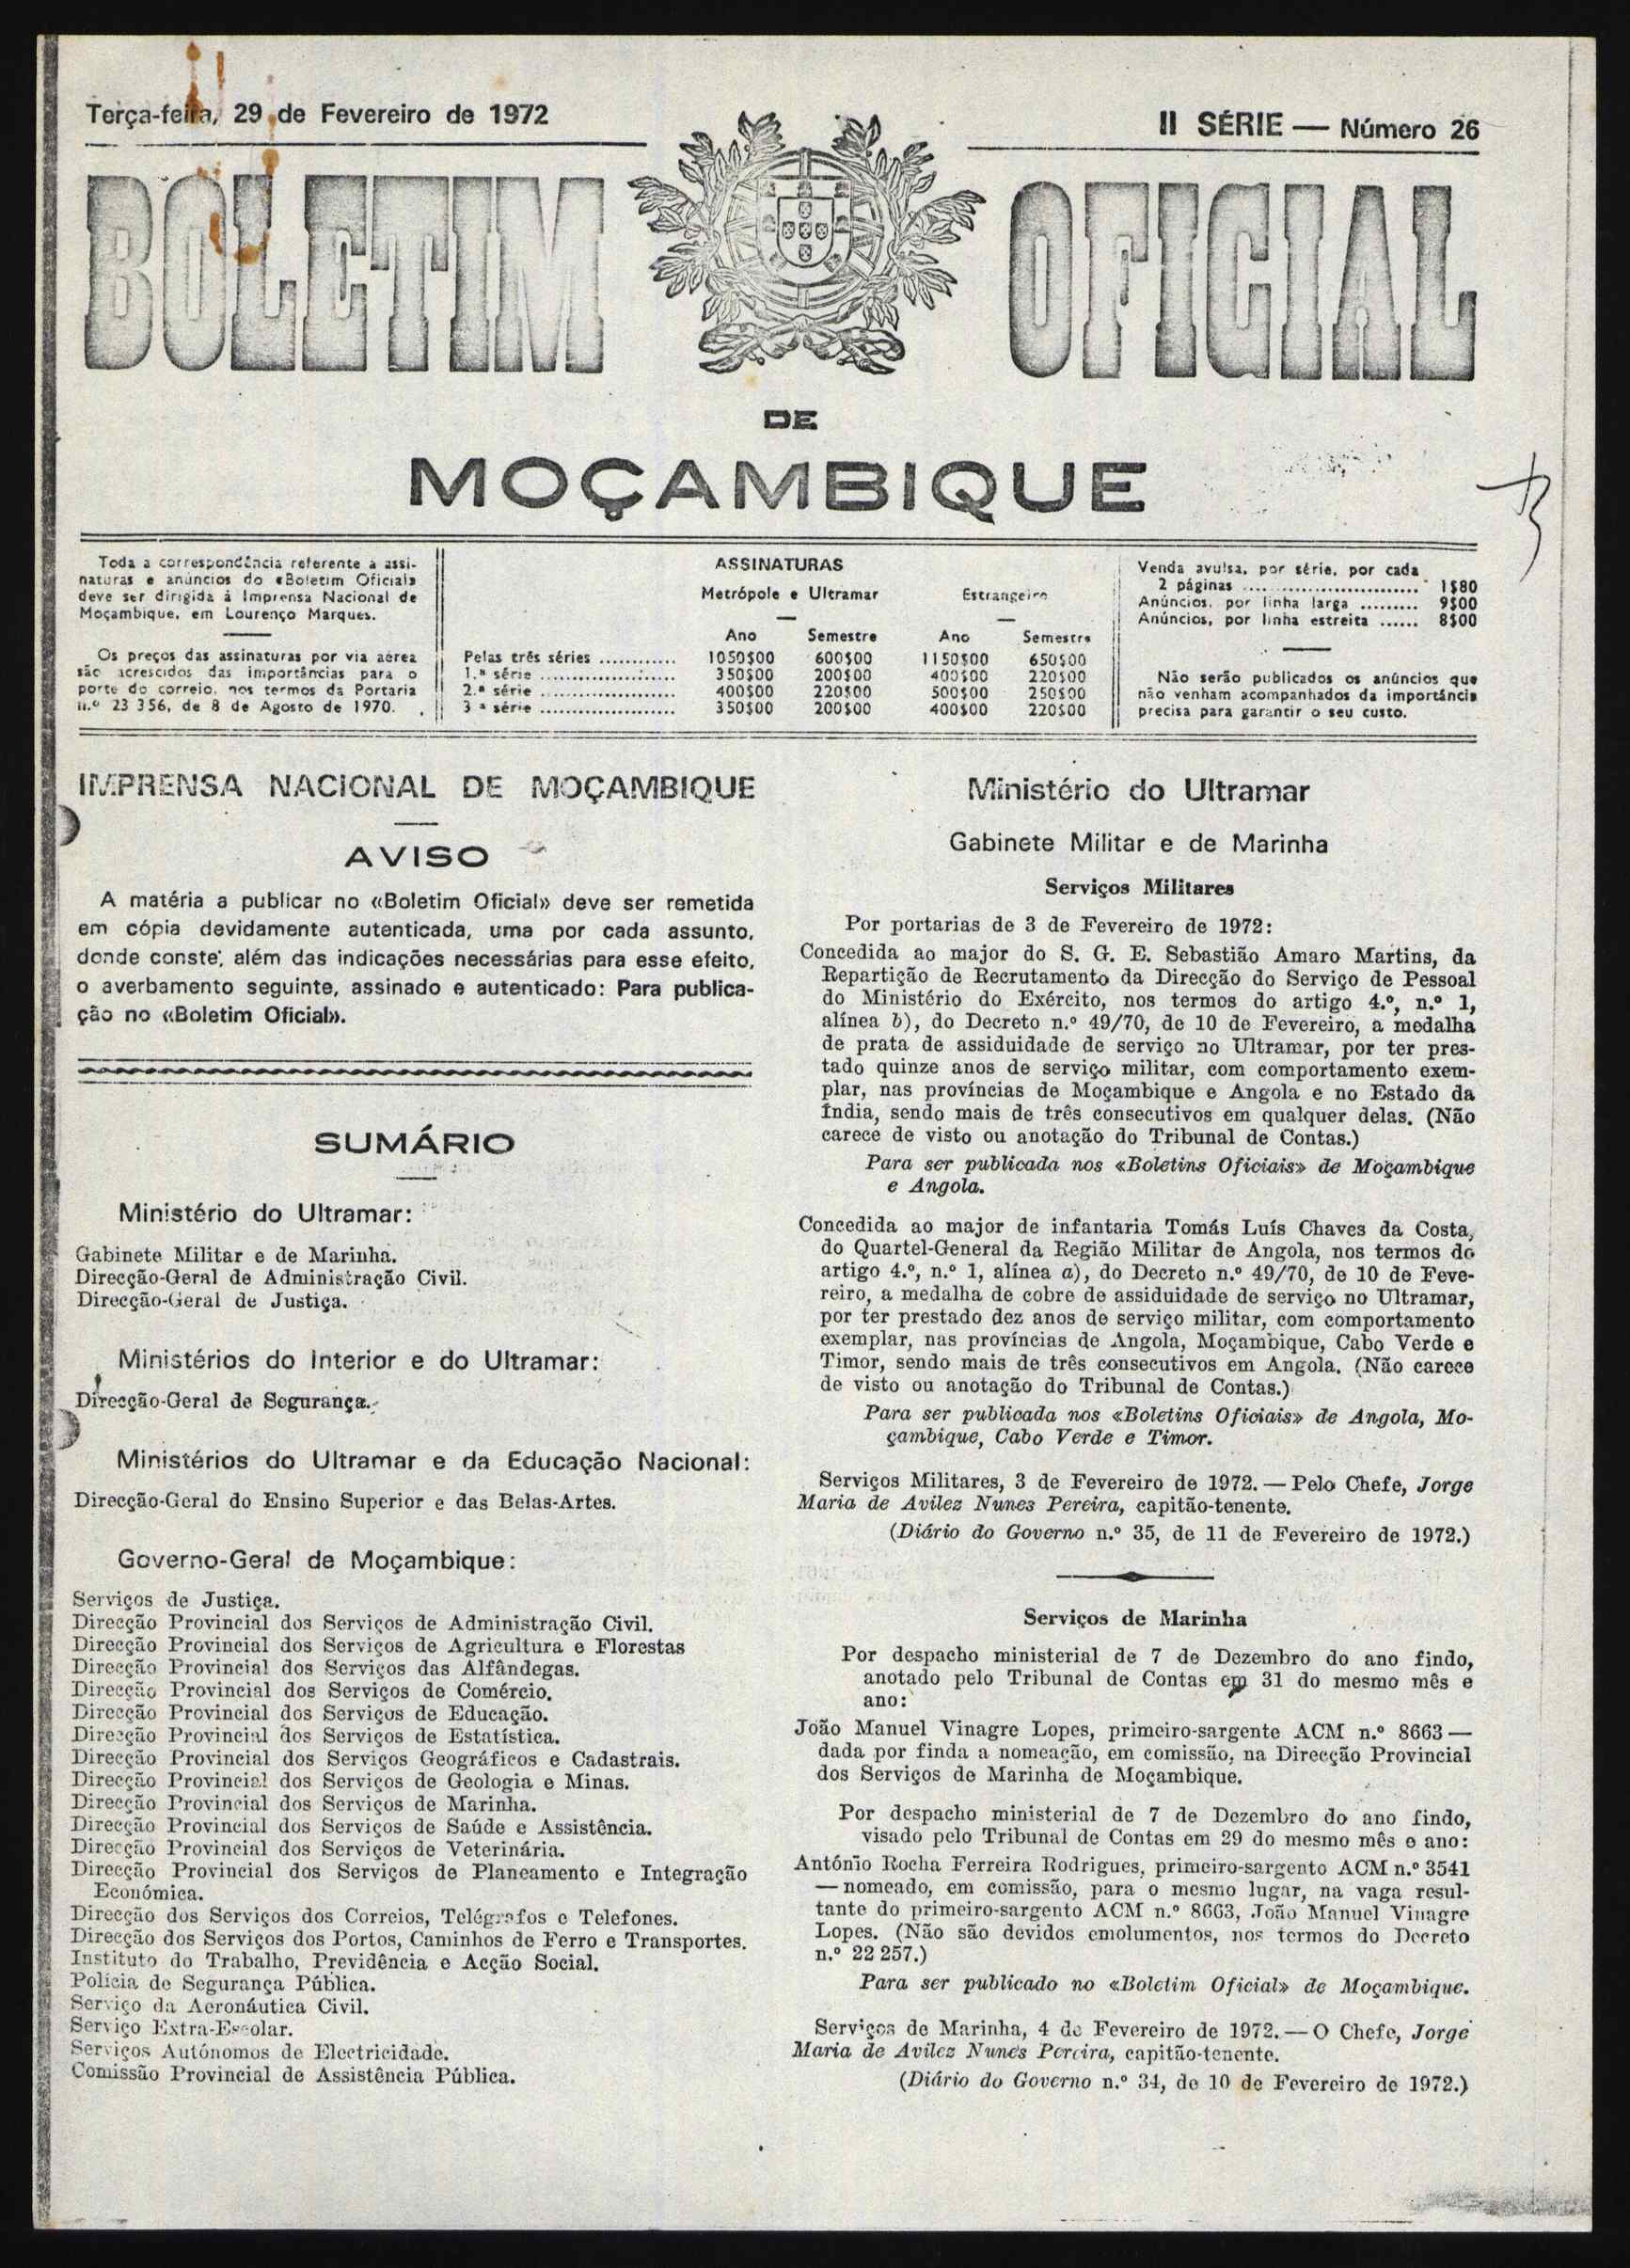 Terça-feira, 29 de Fevereiro de 1972
II SÉRIE — Número 26
BOLETIM OFICIAL
DE
MOÇAMBIQUE
Toda a correspondência referente à assi-
naturas e anúncios do «Boletim Oficial»
deve ser dirigida à Imprensa Nacional de
Moçambique, em Lourenço Marques.
Os preços das assinaturas por via aérea
são acrescidos das importâncias para o
porte do correio, nos termos da Portaria
n.º 23 356, de 8 de Agosto de 1970.
ASSINATURAS
Metrópole e Ultramar Estrangeiro
Ano Semestre Ano Semestre
Pelas três séries ............ 1050$00 600$00 1150$00 650$00
1.ª série ..................... 350$00 200$00 400$00 220$00
2.ª série ..................... 400$00 220$00 500$00 250$00
3.ª série ..................... 350$00 200$00 400$00 220$00
Venda avulsa, por série, por cada
2 páginas ........................... 1$80
Anúncios, por linha larga ......... 9$00
Anúncios, por linha estreita ...... 8$00
Não serão publicados os anúncios que
não venham acompanhados da importância
precisa para garantir o seu custo.
IMPRENSA NACIONAL DE MOÇAMBIQUE
AVISO
A matéria a publicar no «Boletim Oficial» deve ser remetida
em cópia devidamente autenticada, uma por cada assunto,
donde conste, além das indicações necessárias para esse efeito,
o averbamento seguinte, assinado e autenticado: Para publica-
ção no «Boletim Oficial».
SUMÁRIO
Ministério do Ultramar:
Gabinete Militar e de Marinha.
Direcção-Geral de Administração Civil.
Direcção-Geral de Justiça.
Ministérios do Interior e do Ultramar:
Direcção-Geral de Segurança.
Ministérios do Ultramar e da Educação Nacional:
Direcção-Geral do Ensino Superior e das Belas-Artes.
Governo-Geral de Moçambique:
Serviços de Justiça.
Direcção Provincial dos Serviços de Administração Civil.
Direcção Provincial dos Serviços de Agricultura e Florestas
Direcção Provincial dos Serviços das Alfândegas.
Direcção Provincial dos Serviços de Comércio.
Direcção Provincial dos Serviços de Educação.
Direcção Provincial dos Serviços de Estatística.
Direcção Provincial dos Serviços Geográficos e Cadastrais.
Direcção Provincial dos Serviços de Geologia e Minas.
Direcção Provincial dos Serviços de Marinha.
Direcção Provincial dos Serviços de Saúde e Assistência.
Direcção Provincial dos Serviços de Veterinária.
Direcção Provincial dos Serviços de Planeamento e Integração
Económica.
Direcção dos Serviços dos Correios, Telégrafos e Telefones.
Direcção dos Serviços dos Portos, Caminhos de Ferro e Transportes.
Instituto do Trabalho, Previdência e Acção Social.
Polícia de Segurança Pública.
Serviço da Aeronáutica Civil.
Serviço Extra-Escolar.
Serviços Autónomos de Electricidade.
Comissão Provincial de Assistência Pública.
Ministério do Ultramar
Gabinete Militar e de Marinha
Serviços Militares
Por portarias de 3 de Fevereiro de 1972:
Concedida ao major do S. G. E. Sebastião Amaro Martins, da
Repartição de Recrutamento da Direcção do Serviço de Pessoal
do Ministério do Exército, nos termos do artigo 4.º, n.º 1,
alínea b), do Decreto n.º 49/70, de 10 de Fevereiro, a medalha
de prata de assiduidade de serviço no Ultramar, por ter pres-
tado quinze anos de serviço militar, com comportamento exem-
plar, nas províncias de Moçambique e Angola e no Estado da
Índia, sendo mais de três consecutivos em qualquer delas. (Não
carece de visto ou anotação do Tribunal de Contas.)
Para ser publicada nos «Boletins Oficiais» de Moçambique
e Angola.
Concedida ao major de infantaria Tomás Luís Chaves da Costa,
do Quartel-General da Região Militar de Angola, nos termos do
artigo 4.º, n.º 1, alínea a), do Decreto n.º 49/70, de 10 de Feve-
reiro, a medalha de cobre de assiduidade de serviço no Ultramar,
por ter prestado dez anos de serviço militar, com comportamento
exemplar, nas províncias de Angola, Moçambique, Cabo Verde e
Timor, sendo mais de três consecutivos em Angola. (Não carece
de visto ou anotação do Tribunal de Contas.)
Para ser publicada nos «Boletins Oficiais» de Angola, Mo-
çambique, Cabo Verde e Timor.
Serviços Militares, 3 de Fevereiro de 1972. — Pelo Chefe, Jorge
Maria de Avilez Nunes Pereira, capitão-tenente.
(Diário do Governo n.º 35, de 11 de Fevereiro de 1972.)
Serviços de Marinha
Por despacho ministerial de 7 de Dezembro do ano findo,
anotado pelo Tribunal de Contas em 31 do mesmo mês e
ano:
João Manuel Vinagre Lopes, primeiro-sargente ACM n.º 8663 —
dada por finda a nomeação, em comissão, na Direcção Provincial
dos Serviços de Marinha de Moçambique.
Por despacho ministerial de 7 de Dezembro do ano findo,
visado pelo Tribunal de Contas em 29 do mesmo mês e ano:
António Rocha Ferreira Rodrigues, primeiro-sargento ACM n.º 3541
— nomeado, em comissão, para o mesmo lugar, na vaga resul-
tante do primeiro-sargento ACM n.º 8663, João Manuel Vinagre
Lopes. (Não são devidos emolumentos, nos termos do Decreto
n.º 22 257.)
Para ser publicado no «Boletim Oficial» de Moçambique.
Serviços de Marinha, 4 de Fevereiro de 1972. — O Chefe, Jorge
Maria de Avilez Nunes Pereira, capitão-tenente.
(Diário do Governo n.º 34, de 10 de Fevereiro de 1972.)